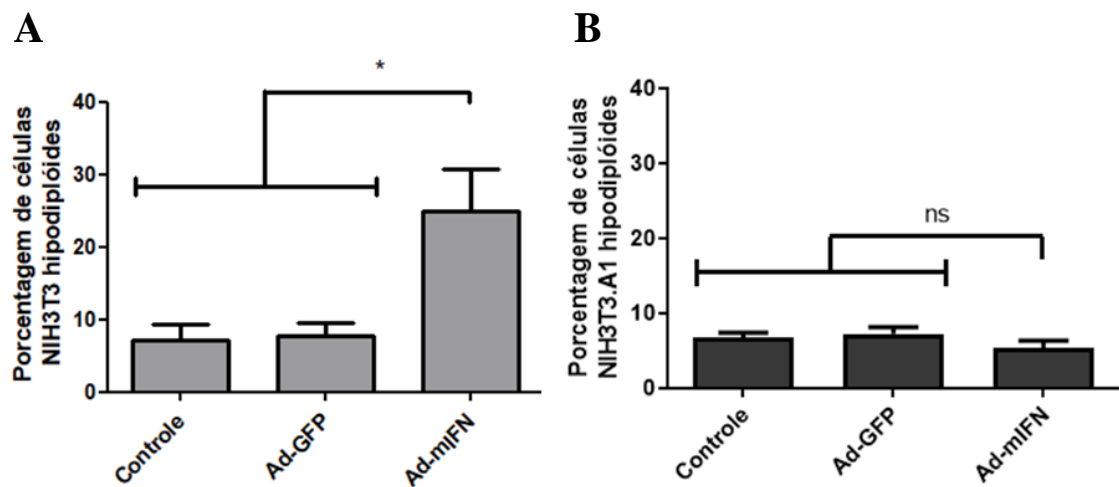 A
Porcentagem de células
NIH3T3 hipodiplóides
40
30
20
10
0
*
Controle
Ad-GFP
Ad-mIFN
B
Porcentagem de células
NIH3T3.A1 hipodiplóides
40
30
20
10
0
ns
Controle
Ad-GFP
Ad-mIFN